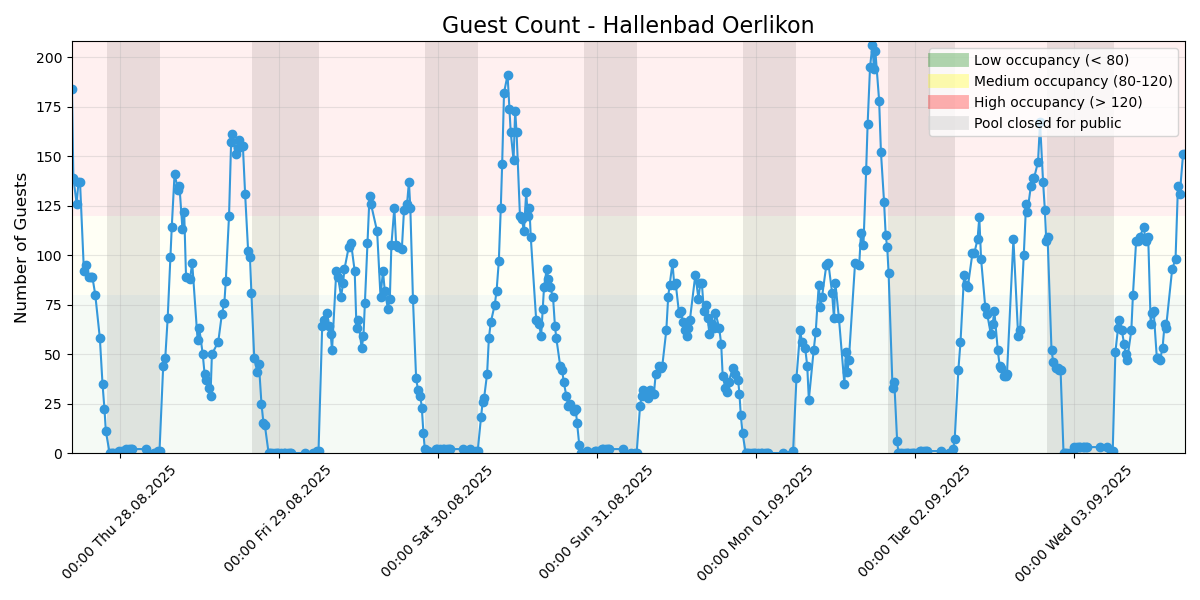 Guest Count - Hallenbad Oerlikon
Number of Guests
200
175
150
125
100
75
50
25
0
Low occupancy (< 80)
Medium occupancy (80-120)
High occupancy (> 120)
Pool closed for public
00:00 Thu 28.08.2025
00:00 Fri 29.08.2025
00:00 Sat 30.08.2025
00:00 Sun 31.08.2025
00:00 Mon 01.09.2025
00:00 Tue 02.09.2025
00:00 Wed 03.09.2025